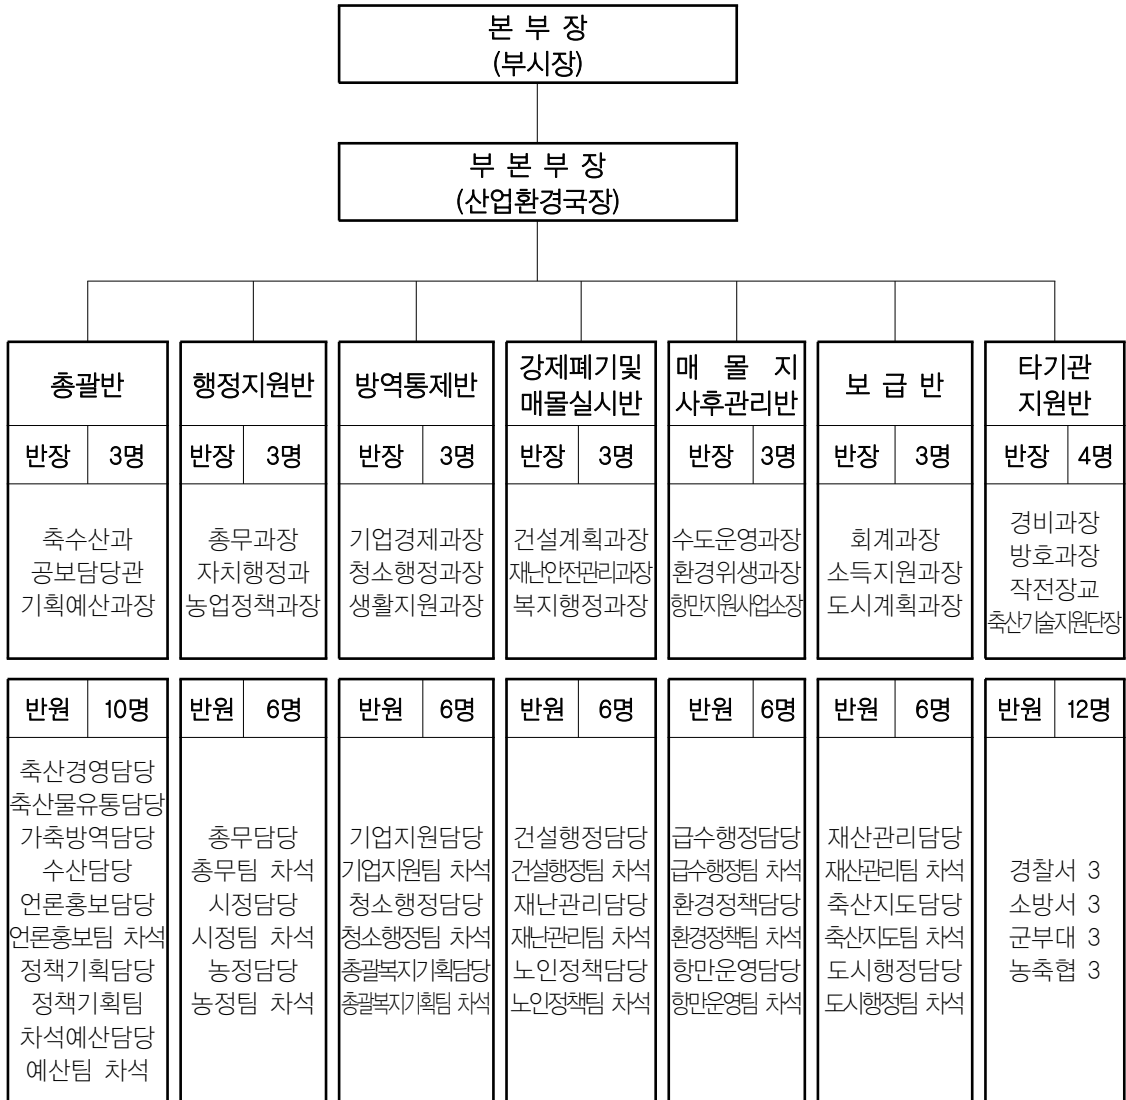 본 부 장
(부시장)
부 본 부 장
(산업환경국장)
총괄반
반장 3명
축수산과
공보담당관
기획예산과장
반원 10명
축산경영담당
축산물유통담당
가축방역담당
수산담당
언론홍보담당
언론홍보팀 차석
정책기획담당
정책기획팀
차석예산담당
예산팀 차석
행정지원반
반장 3명
총무과장
자치행정과
농업정책과장
반원 6명
총무담당
총무팀 차석
시정담당
시정팀 차석
농정담당
농정팀 차석
방역통제반
반장 3명
기업경제과장
청소행정과장
생활지원과장
반원 6명
기업지원담당
기업지원팀 차석
청소행정담당
청소행정팀 차석
총괄복지기획담당
총괄복지기획팀 차석
강제폐기및
매몰실시반
반장 3명
건설계획과장
재난안전관리과장
복지행정과장
반원 6명
건설행정담당
건설행정팀 차석
재난관리담당
재난관리팀 차석
노인정책담당
노인정책팀 차석
매 몰 지
사후관리반
반장 3명
수도운영과장
환경위생과장
항만지원사업소장
반원 6명
급수행정담당
급수행정팀 차석
환경정책담당
환경정책팀 차석
항만운영담당
항만운영팀 차석
보 급 반
반장 3명
회계과장
소득지원과장
도시계획과장
반원 6명
재산관리담당
재산관리팀 차석
축산지도담당
축산지도팀 차석
도시행정담당
도시행정팀 차석
타기관
지원반
반장 4명
경비과장
방호과장
작전장교
축산기술지원단장
반원 12명
경찰서 3
소방서 3
군부대 3
농축협 3